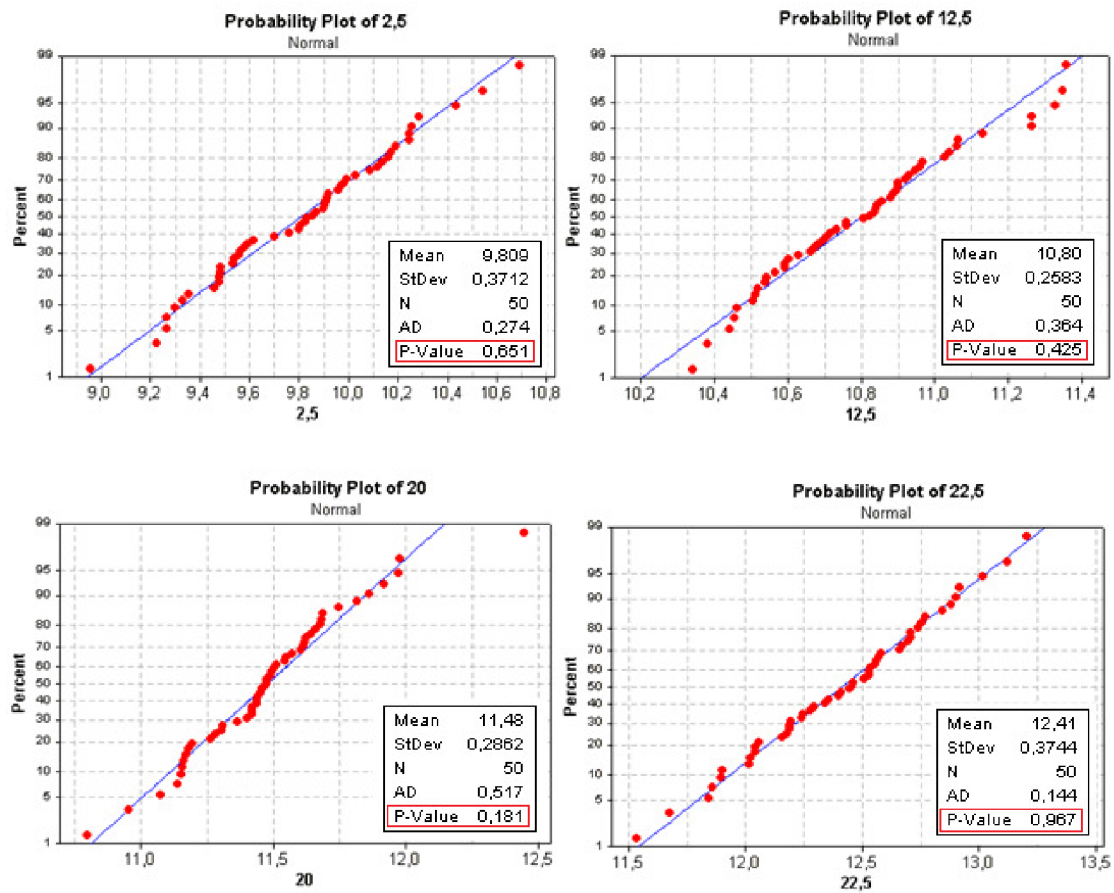 Probability Plot of 2,5
Normal
99
95
90
80
70
60
50
40
30
20
10
5
1
Percent
9,0 9,2 9,4 9,6 9,8 10,0 10,2 10,4 10,6 10,8
2,5
Mean 9,809
StDev 0,3712
N 50
AD 0,274
P-Value 0,651
Probability Plot of 12,5
Normal
99
95
90
80
70
60
50
40
30
20
10
5
1
Percent
10,2 10,4 10,6 10,8 11,0 11,2 11,4
12,5
Mean 10,80
StDev 0,2583
N 50
AD 0,364
P-Value 0,425
Probability Plot of 20
Normal
99
95
90
80
70
60
50
40
30
20
10
5
1
Percent
11,0 11,5 12,0 12,5
20
Mean 11,48
StDev 0,2862
N 50
AD 0,517
P-Value 0,181
Probability Plot of 22,5
Normal
99
95
90
80
70
60
50
40
30
20
10
5
1
Percent
11,5 12,0 12,5 13,0 13,5
22,5
Mean 12,41
StDev 0,3744
N 50
AD 0,144
P-Value 0,967